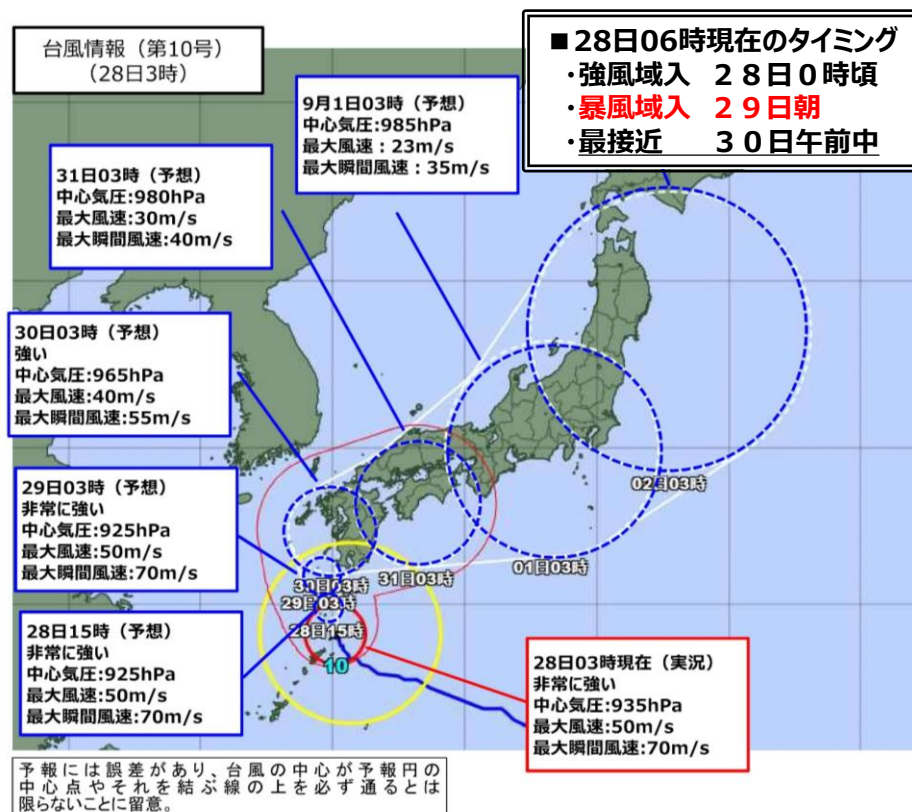 台風情報（第10号）
（28日3時）
■28日06時現在のタイミング
・強風域入　２８日０時頃
・暴風域入　２９日朝
・最接近　　３０日午前中
9月1日03時（予想）
中心気圧:985hPa
最大風速：23m/s
最大瞬間風速：35m/s
31日03時（予想）
中心気圧:980hPa
最大風速:30m/s
最大瞬間風速:40m/s
30日03時（予想）
強い
中心気圧:965hPa
最大風速:40m/s
最大瞬間風速:55m/s
29日03時（予想）
非常に強い
中心気圧:925hPa
最大風速:50m/s
最大瞬間風速:70m/s
28日15時（予想）
非常に強い
中心気圧:925hPa
最大風速:50m/s
最大瞬間風速:70m/s
02日03時
01日03時
31日03時
30日03時
29日03時
28日15時
10
28日03時現在（実況）
非常に強い
中心気圧:935hPa
最大風速:50m/s
最大瞬間風速:70m/s
予報には誤差があり、台風の中心が予報円の
中心点やそれを結ぶ線の上を必ず通るとは
限らないことに留意。